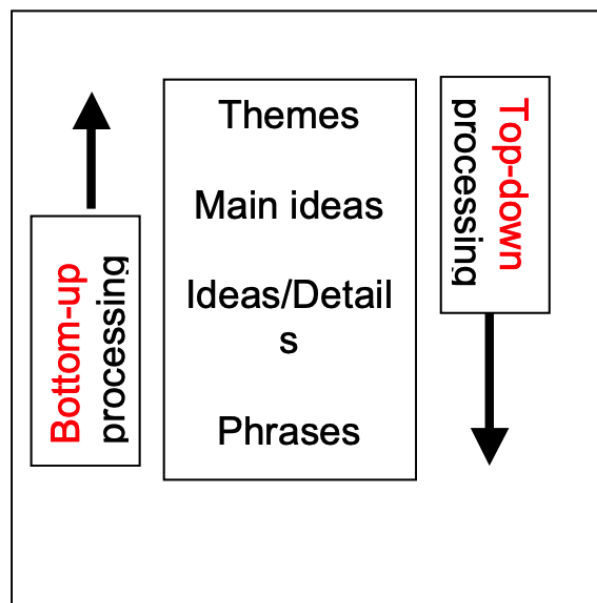 Bottom-up
processing
Themes
Main ideas
Ideas/Detail
s
Phrases
Top-down
processing